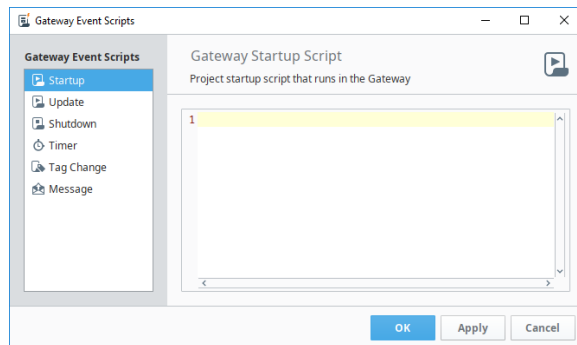 Gateway Event Scripts
Gateway Event Scripts
Startup
Update
Shutdown
Timer
Tag Change
Message
Gateway Startup Script
Project startup script that runs in the Gateway
1
OK
Apply
Cancel